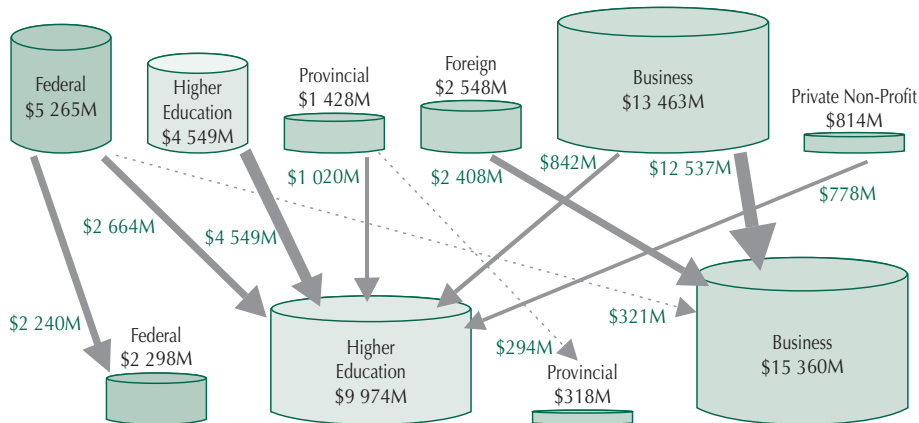 Federal
$5 265M
Higher
Education
$4 549M
Provincial
$1 428M
Foreign
$2 548M
Business
$13 463M
Private Non-Profit
$814M
$1 020M
$2 408M
$842M
$12 537M
$778M
$2 664M
$4 549M
$2 240M
$321M
$294M
Federal
$2 298M
Higher
Education
$9 974M
Provincial
$318M
Business
$15 360M